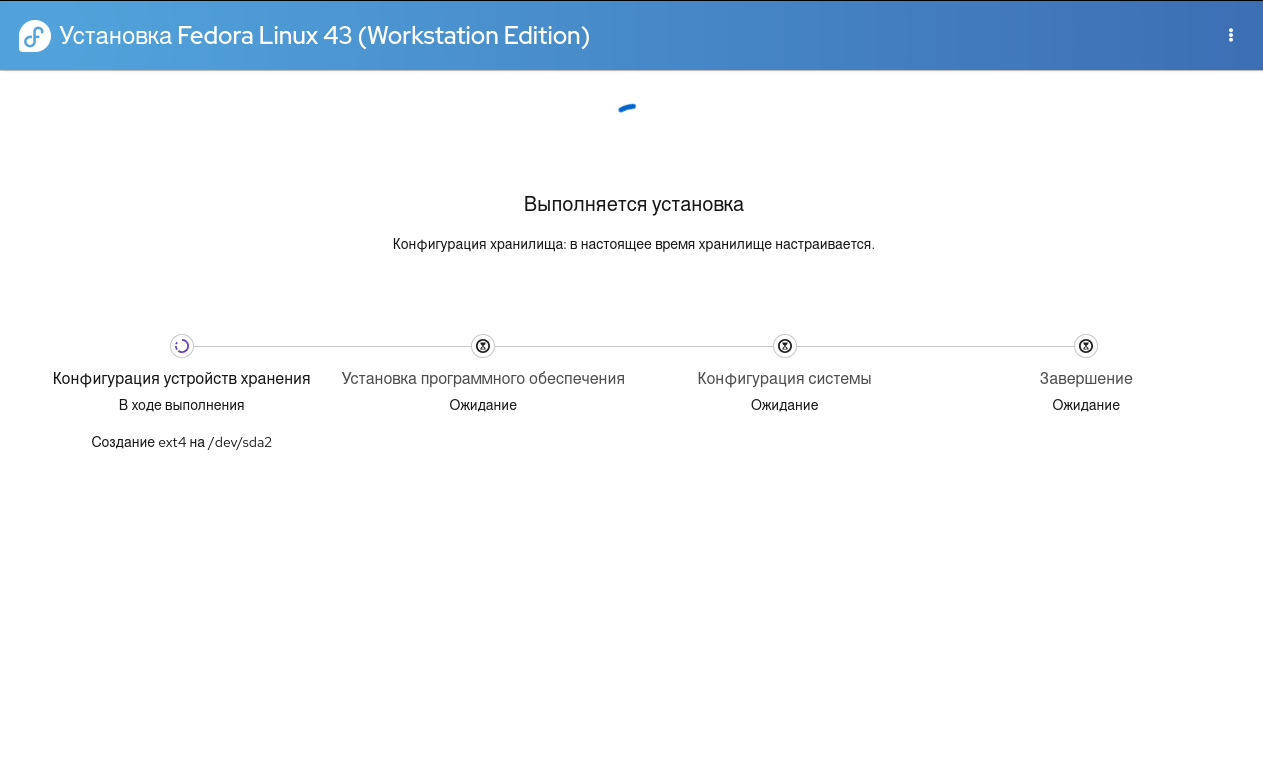 Установка Fedora Linux 43 (Workstation Edition)
Выполняется установка
Конфигурация хранилища: в настоящее время хранилище настраивается.
Конфигурация устройств хранения
В ходе выполнения
Создание ext4 на /dev/sda2
Установка программного обеспечения
Ожидание
Конфигурация системы
Ожидание
Завершение
Ожидание